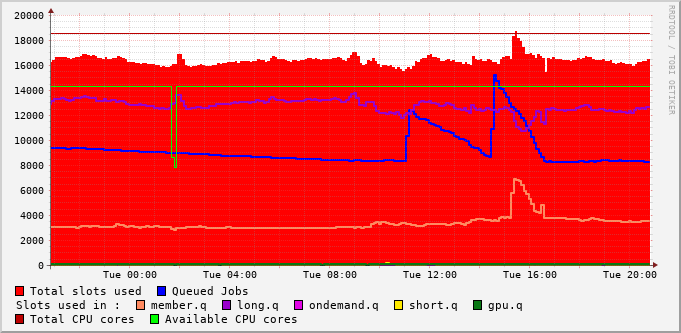 RRDTOOL / TOBI OETIKER
20000
18000
16000
14000
12000
10000
8000
6000
4000
2000
0
Tue 00:00 Tue 04:00 Tue 08:00 Tue 12:00 Tue 16:00 Tue 20:00
Total slots used Queued Jobs
Slots used in : member.q long.q ondemand.q short.q gpu.q
Total CPU cores Available CPU cores